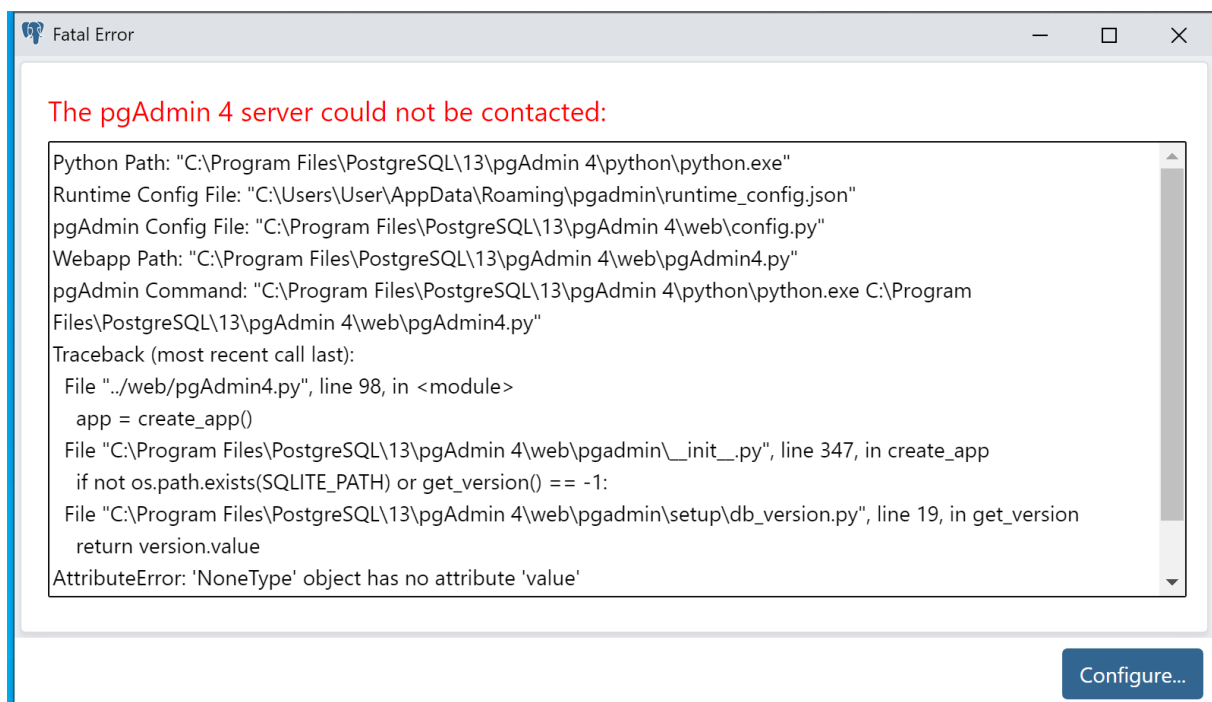 Fatal Error
The pgAdmin 4 server could not be contacted:
Python Path: "C:\Program Files\PostgreSQL\13\pgAdmin 4\python\python.exe"
Runtime Config File: "C:\Users\User\AppData\Roaming\pgadmin\runtime_config.json"
pgAdmin Config File: "C:\Program Files\PostgreSQL\13\pgAdmin 4\web\config.py"
Webapp Path: "C:\Program Files\PostgreSQL\13\pgAdmin 4\web\pgAdmin4.py"
pgAdmin Command: "C:\Program Files\PostgreSQL\13\pgAdmin 4\python\python.exe C:\Program
Files\PostgreSQL\13\pgAdmin 4\web\pgAdmin4.py"
Traceback (most recent call last):
  File "../web/pgAdmin4.py", line 98, in <module>
    app = create_app()
  File "C:\Program Files\PostgreSQL\13\pgAdmin 4\web\pgadmin\__init__.py", line 347, in create_app
    if not os.path.exists(SQLITE_PATH) or get_version() == -1:
  File "C:\Program Files\PostgreSQL\13\pgAdmin 4\web\pgadmin\setup\db_version.py", line 19, in get_version
    return version.value
AttributeError: 'NoneType' object has no attribute 'value'
Configure...